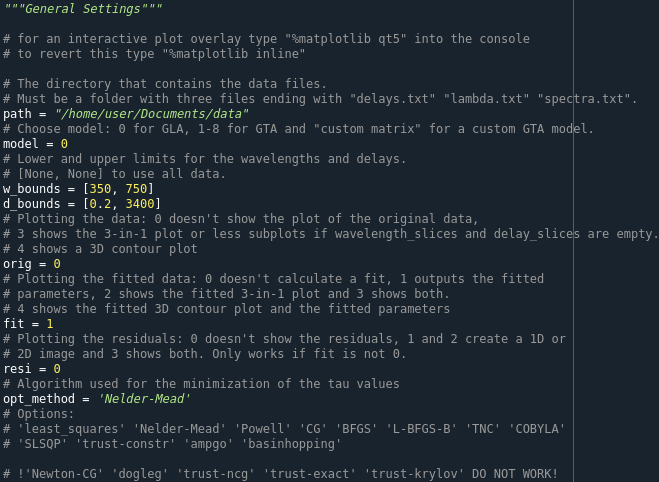 """General Settings"""
# for an interactive plot overlay type "%matplotlib qt5" into the console
# to revert this type "%matplotlib inline"
# The directory that contains the data files.
# Must be a folder with three files ending with "delays.txt" "lambda.txt" "spectra.txt".
path = "/home/user/Documents/data"
# Choose model: 0 for GLA, 1-8 for GTA and "custom matrix" for a custom GTA model.
model = 0
# Lower and upper limits for the wavelengths and delays.
# [None, None] to use all data.
w_bounds = [350, 750]
d_bounds = [0.2, 3400]
# Plotting the data: 0 doesn't show the plot of the original data,
# 3 shows the 3-in-1 plot or less subplots if wavelength_slices and delay_slices are empty.
# 4 shows a 3D contour plot
orig = 0
# Plotting the fitted data: 0 doesn't calculate a fit, 1 outputs the fitted
# parameters, 2 shows the fitted 3-in-1 plot and 3 shows both.
# 4 shows the fitted 3D contour plot and the fitted parameters
fit = 1
# Plotting the residuals: 0 doesn't show the residuals, 1 and 2 create a 1D or
# 2D image and 3 shows both. Only works if fit is not 0.
resi = 0
# Algorithm used for the minimization of the tau values
opt_method = 'Nelder-Mead'
# Options:
# 'least_squares' 'Nelder-Mead' 'Powell' 'CG' 'BFGS' 'L-BFGS-B' 'TNC' 'COBYLA'
# 'SLSQP' 'trust-constr' 'ampgo' 'basinhopping'
# !'Newton-CG' 'dogleg' 'trust-ncg' 'trust-exact' 'trust-krylov' DO NOT WORK!